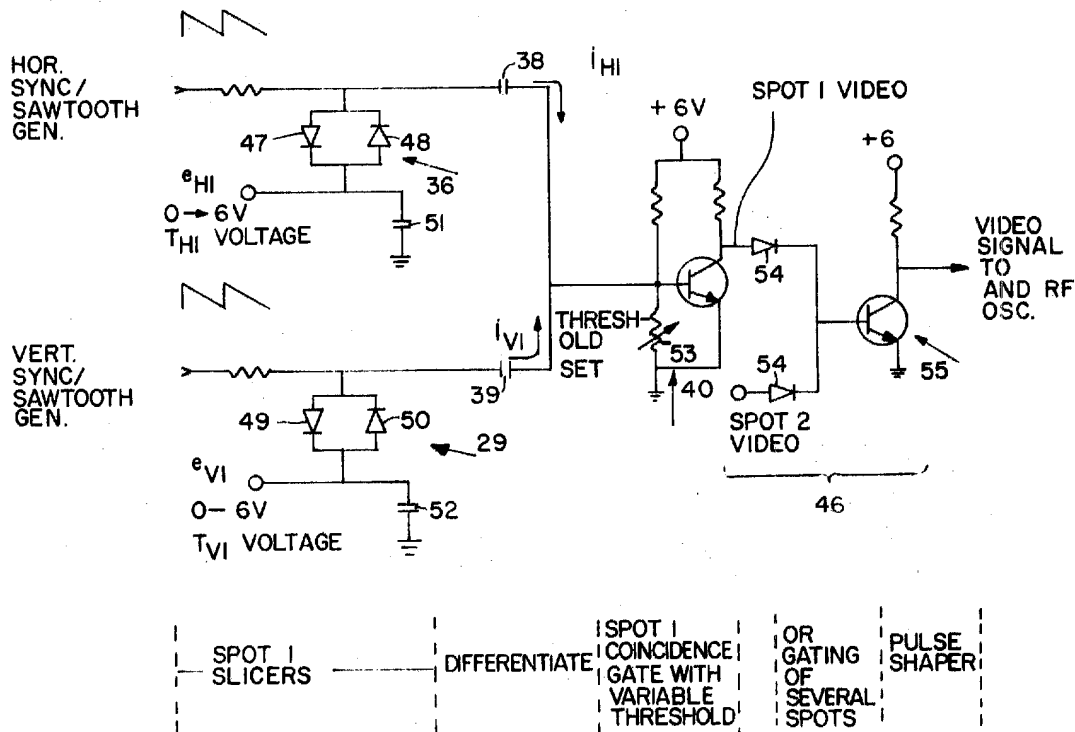 HOR.
SYNC/
SAWTOOTH
GEN.
38
iHI
47
48
36
eHI
0→6V
THI VOLTAGE
51
+6V
SPOT 1 VIDEO
+6
54
VIDEO
SIGNAL
TO
AND RF
OSC.
VERT.
SYNC/
SAWTOOTH
GEN.
iVI
39
THRESH-
OLD
SET
53
40
54
SPOT 2
VIDEO
55
46
49
50
29
eVI
0-6V
TVI VOLTAGE
52
SPOT 1
SLICERS
DIFFERENTIATE
SPOT 1
COINCIDENCE
GATE WITH
VARIABLE
THRESHOLD
OR
GATING
OF
SEVERAL
SPOTS
PULSE
SHAPER